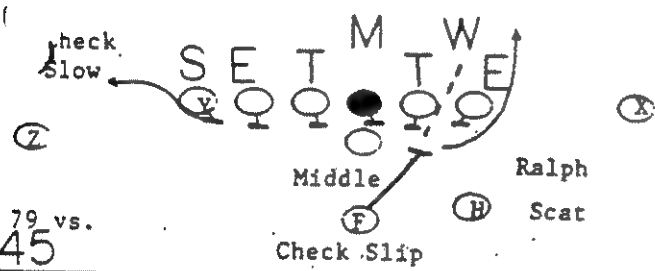 Check
Slow
S E T M T W E
Y
Z
X
Middle
Ralph
F
H
Scat
79 vs.
45
Check Slip